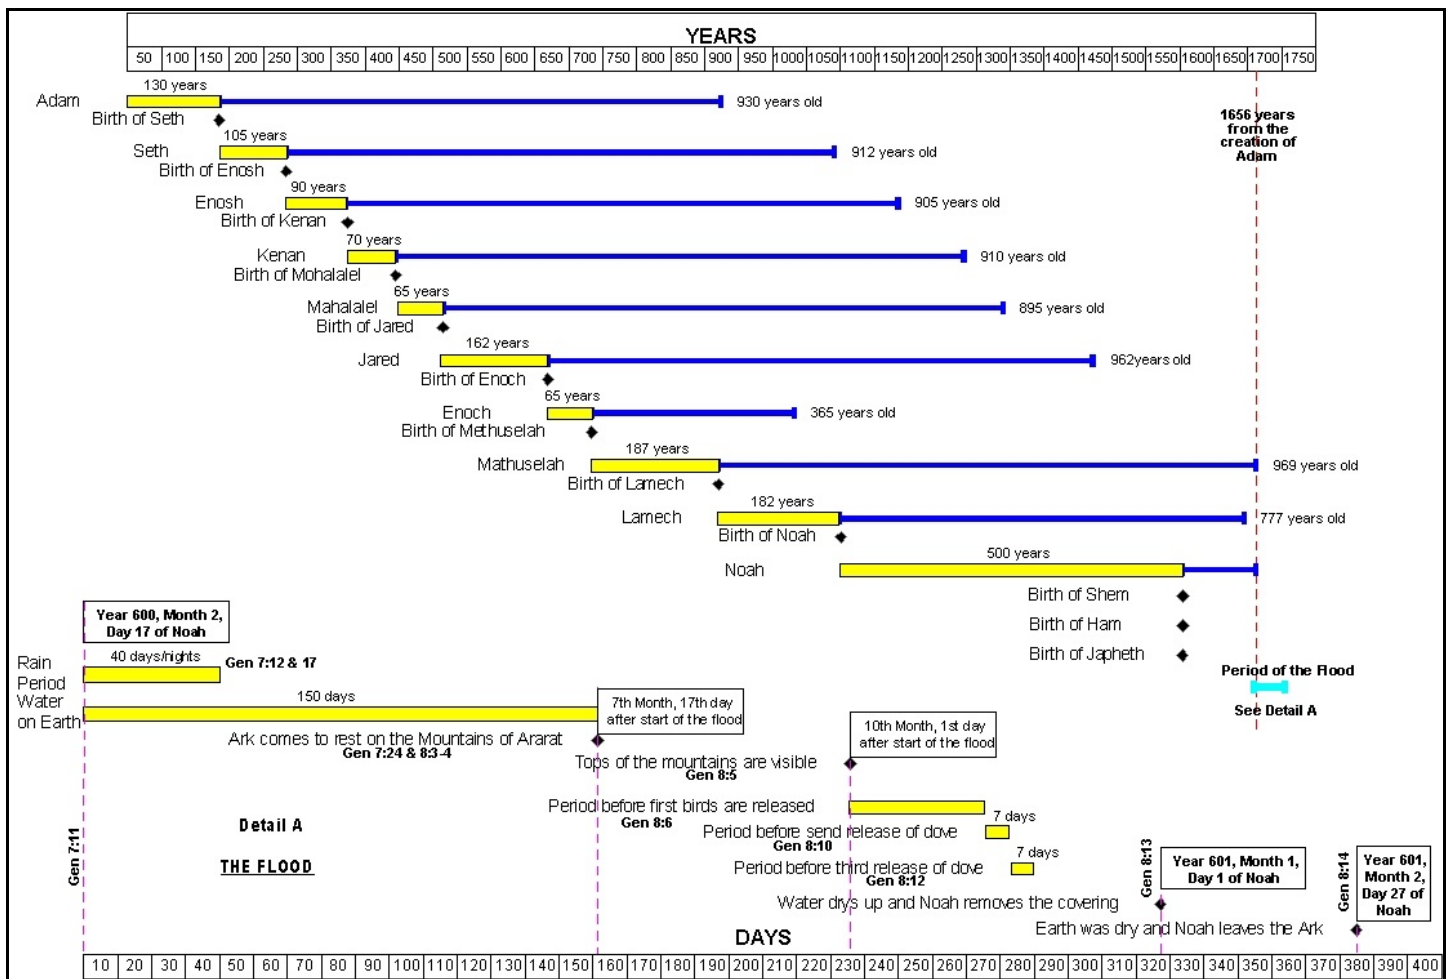 YEARS
50 100 150 200 250 300 350 400 450 500 550 600 650 700 750 800 850 900 950 1000 1050 1100 1150 1200 1250 1300 1350 1400 1450 1500 1550 1600 1650 1700 1750
130 years
Adam 930 years old
Birth of Seth
1656 years
from the
creation of
Adam
105 years
Seth 912 years old
Birth of Enosh
90 years
Enosh 905 years old
Birth of Kenan
70 years
Kenan 910 years old
Birth of Mohalalel
65 years
Mahalalel 895 years old
Birth of Jared
162 years
Jared 962years old
Birth of Enoch
65 years
Enoch 365 years old
Birth of Methuselah
187 years
Mathuselah 969 years old
Birth of Lamech
182 years
Lamech 777 years old
Birth of Noah
500 years
Noah
Birth of Shem
Birth of Ham
Birth of Japheth
Period of the Flood
See Detail A
Year 600, Month 2,
Day 17 of Noah
40 days/nights
Gen 7:12 & 17
Rain
Period
150 days
Water
on Earth
7th Month, 17th day
after start of the flood
Ark comes to rest on the Mountains of Ararat
Gen 7:24 & 8:3-4
10th Month, 1st day
after start of the flood
Tops of the mountains are visible
Gen 8:5
Period before first birds are released
Gen 8:6
7 days
Period before send release of dove
Gen 8:10
7 days
Period before third release of dove
Gen 8:12
Detail A
THE FLOOD
Gen 7:11
Gen 8:13
Year 601, Month 1,
Day 1 of Noah
Water drys up and Noah removes the covering
Gen 8:14
Year 601,
Month 2,
Day 27 of
Noah
Earth was dry and Noah leaves the Ark
DAYS
10 20 30 40 50 60 70 80 90 100 110 120 130 140 150 160 170 180 190 200 210 220 230 240 250 260 270 280 290 300 310 320 330 340 350 360 370 380 390 400